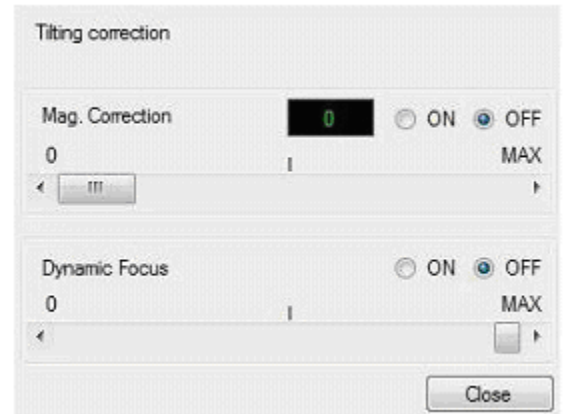 Tilting correction
Mag. Correction 0 ON OFF
0 MAX
Dynamic Focus ON OFF
0 MAX
Close